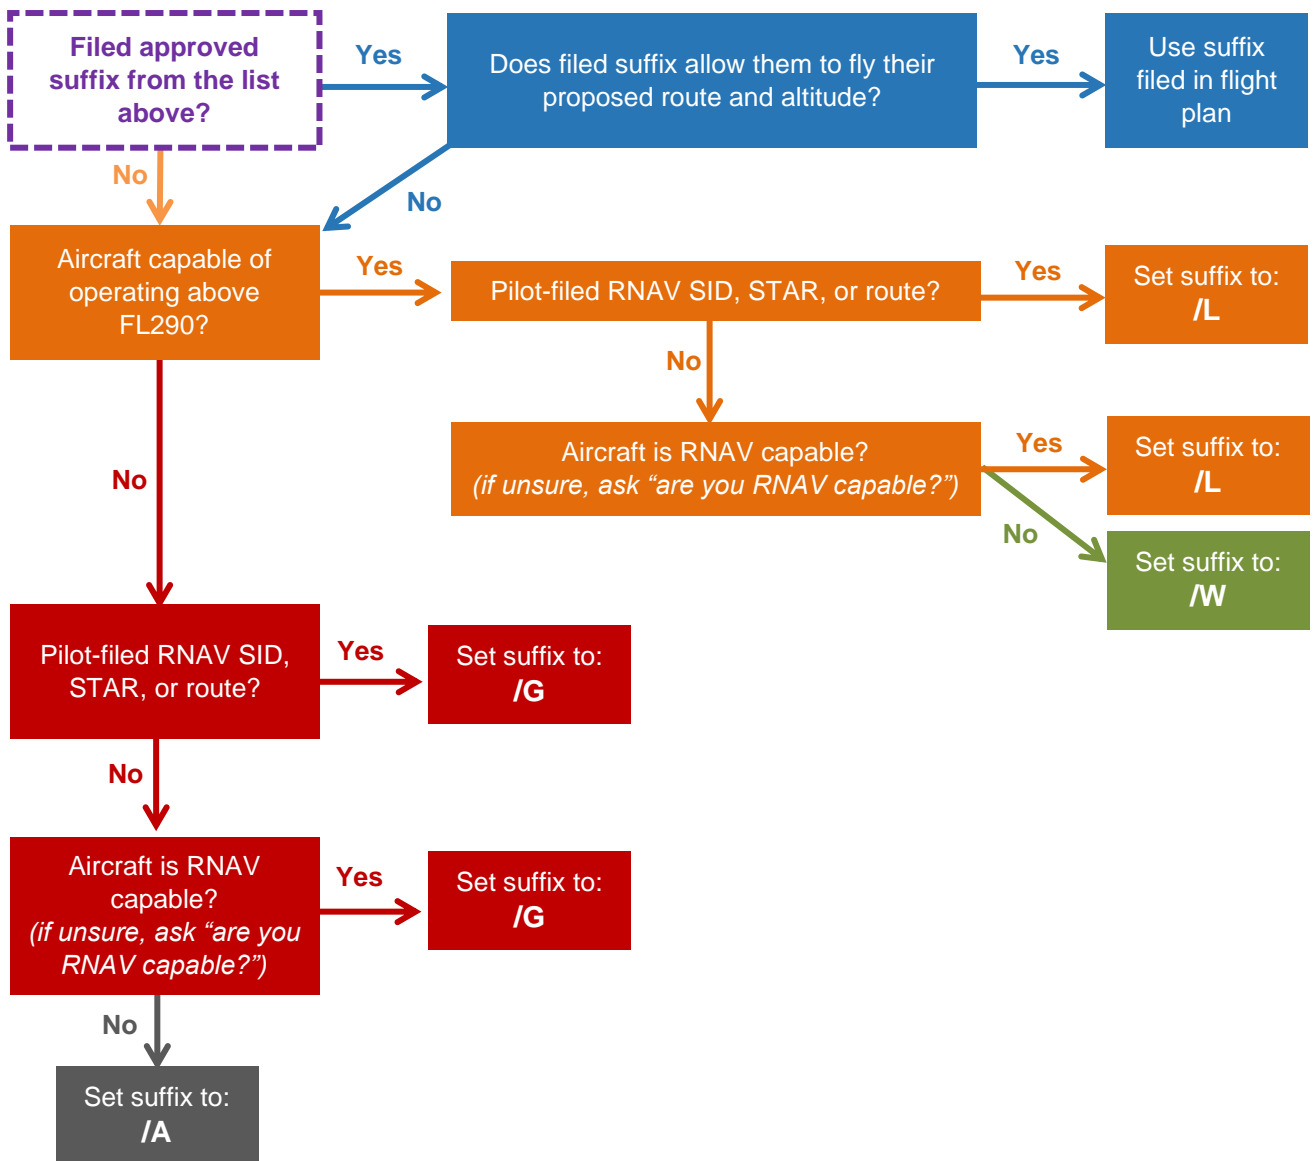 Filed approved
suffix from the list
above?
Yes
Does filed suffix allow them to fly their
proposed route and altitude?
Yes
Use suffix
filed in flight
plan
No
No
Aircraft capable of
operating above
FL290?
Yes
Pilot-filed RNAV SID, STAR, or route?
Yes
Set suffix to:
/L
No
Aircraft is RNAV capable?
(if unsure, ask “are you RNAV capable?”)
Yes
Set suffix to:
/L
No
Set suffix to:
/W
No
Pilot-filed RNAV SID,
STAR, or route?
Yes
Set suffix to:
/G
No
Aircraft is RNAV
capable?
(if unsure, ask “are you
RNAV capable?”)
Yes
Set suffix to:
/G
No
Set suffix to:
/A